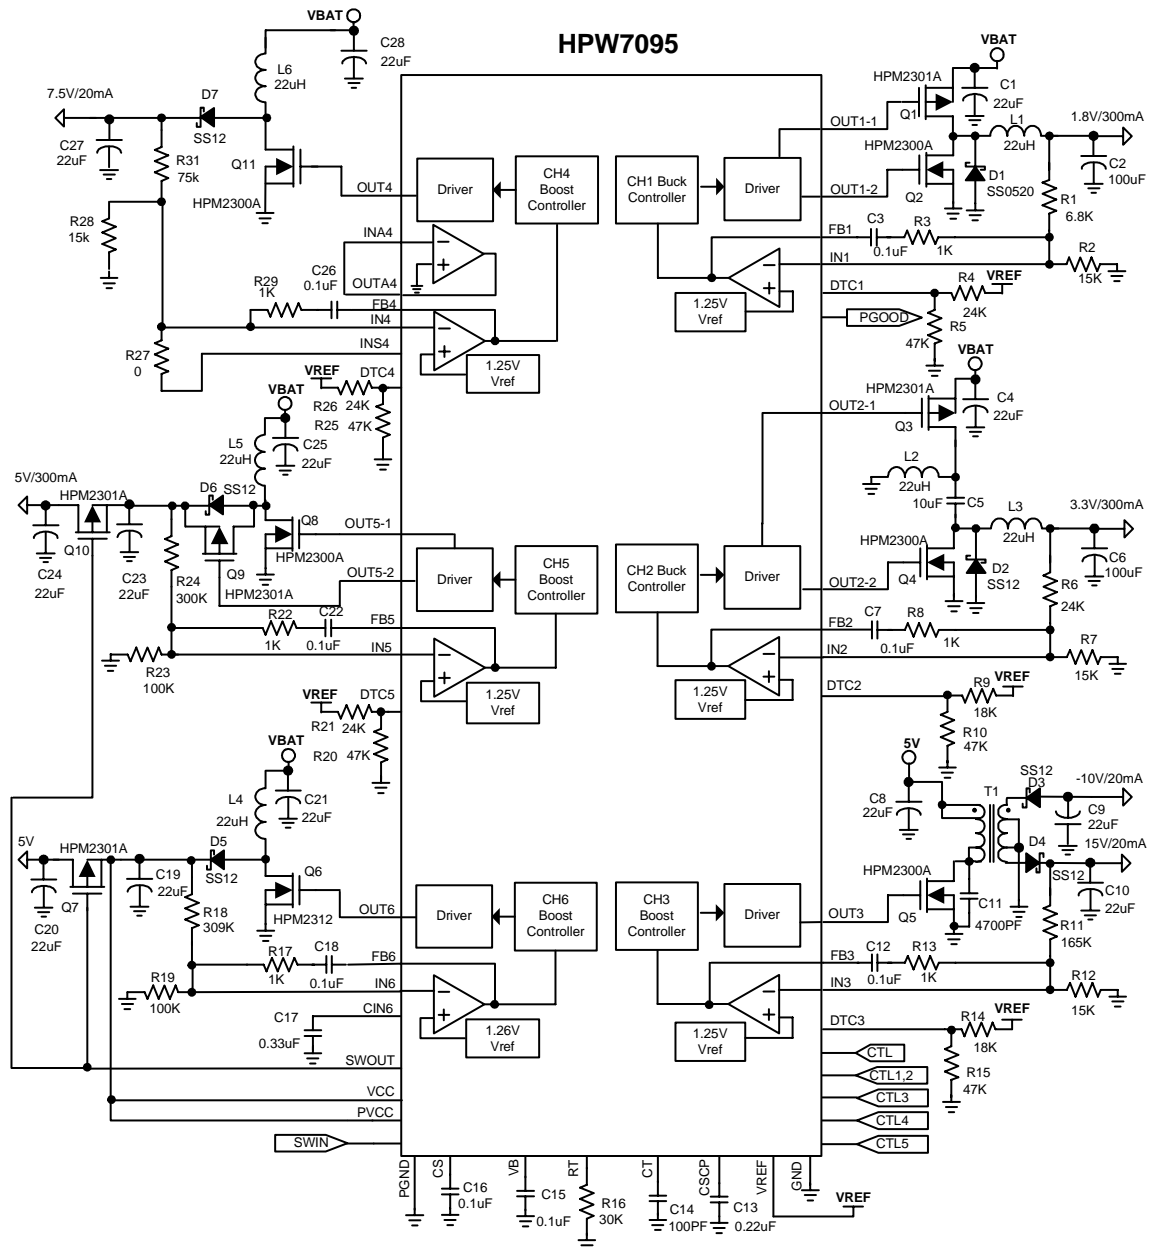 HPW7095
VBAT
C28
22uF
L6
22uH
7.5V/20mA
D7
SS12
C27
22uF
R31
75k
Q11
HPM2300A
R28
15k
OUT4
Driver
CH4
Boost
Controller
INA4
OUTA4
R29
1K
C26
0.1uF
FB4
IN4
R27
0
INS4
1.25V
Vref
VREF
DTC4
R26
24K
R25
47K
VBAT
L5
22uH
C25
22uF
5V/300mA
HPM2301A
D6
SS12
Q10
C24
22uF
C23
22uF
R24
300K
Q9
HPM2301A
Q8
HPM2300A
OUT5-1
OUT5-2
Driver
CH5
Boost
Controller
R22
1K
C22
0.1uF
FB5
IN5
R23
100K
1.25V
Vref
VREF
DTC5
R21
24K
R20
47K
VBAT
L4
22uH
C21
22uF
5V
HPM2301A
D5
SS12
Q7
C20
22uF
C19
22uF
R18
309K
Q6
HPM2312
OUT6
Driver
CH6
Boost
Controller
R17
1K
C18
0.1uF
FB6
IN6
R19
100K
CIN6
C17
0.33uF
1.26V
Vref
SWOUT
VCC
PVCC
SWIN
VBAT
HPM2301A
Q1
C1
22uF
OUT1-1
L1
22uH
1.8V/300mA
HPM2300A
Q2
D1
SS0520
C2
100uF
OUT1-2
CH1 Buck
Controller
Driver
R1
6.8K
FB1
C3
0.1uF
R3
1K
IN1
R2
15K
DTC1
R4
24K
VREF
1.25V
Vref
PGOOD
R5
47K
VBAT
HPM2301A
OUT2-1
Q3
C4
22uF
L2
22uH
10uF
C5
L3
22uH
3.3V/300mA
HPM2300A
Q4
D2
SS12
C6
100uF
OUT2-2
CH2 Buck
Controller
Driver
R6
24K
FB2
C7
0.1uF
R8
1K
IN2
R7
15K
1.25V
Vref
DTC2
R9
18K
VREF
R10
47K
5V
C8
22uF
T1
SS12
D3
-10V/20mA
C9
22uF
D4
SS12
15V/20mA
C10
22uF
HPM2300A
Q5
C11
4700PF
OUT3
CH3
Boost
Controller
Driver
R11
165K
FB3
C12
0.1uF
R13
1K
IN3
R12
15K
1.25V
Vref
DTC3
R14
18K
VREF
R15
47K
CTL
CTL1,2
CTL3
CTL4
CTL5
PGND
CS
VB
RT
CT
CSCP
VREF
GND
C16
0.1uF
C15
0.1uF
R16
30K
C14
100PF
C13
0.22uF
VREF